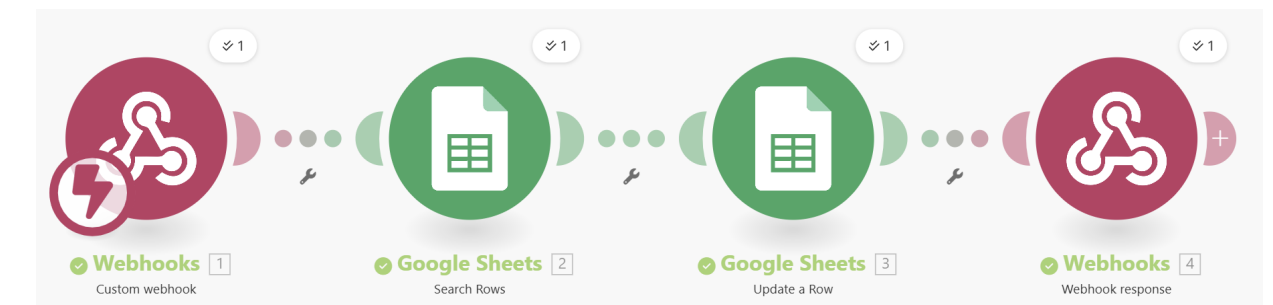 1
1
1
1
Webhooks 1
Google Sheets 2
Google Sheets 3
Webhooks 4
Custom webhook
Search Rows
Update a Row
Webhook response